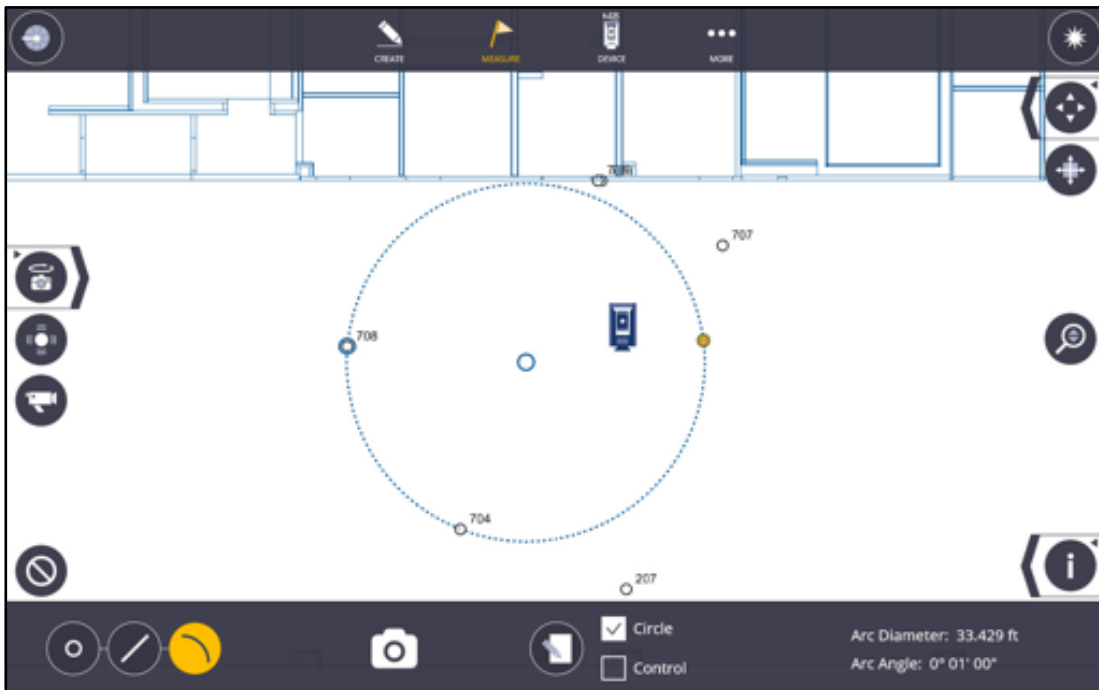 CREATE
MEASURE
DEVICE
MORE
707
708
704
207
Circle
Control
Arc Diameter: 33.429 ft
Arc Angle: 0° 01' 00"